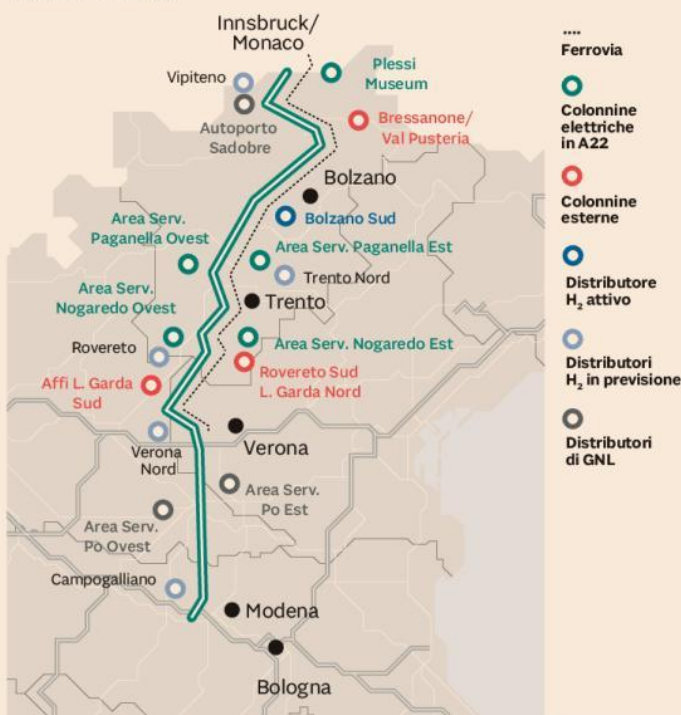 Innsbruck/
Monaco
Vipiteno
Plessi
Museum
Autoporto
Sadobre
Bressanone/
Val Pusteria
Bolzano
Bolzano Sud
Area Serv.
Paganella Ovest
Area Serv. Paganella Est
Trento Nord
Area Serv.
Nogaredo Ovest
Trento
Rovereto
Area Serv. Nogaredo Est
Affi L. Garda
Sud
Rovereto Sud
L. Garda Nord
Verona
Verona
Nord
Area Serv.
Po Est
Area Serv.
Po Ovest
Campogalliano
Modena
Bologna
Ferrovia
Colonnine
elettriche
in A22
Colonnine
esterne
Distributore
H₂ attivo
Distributori
H₂ in previsione
Distributori
di GNL